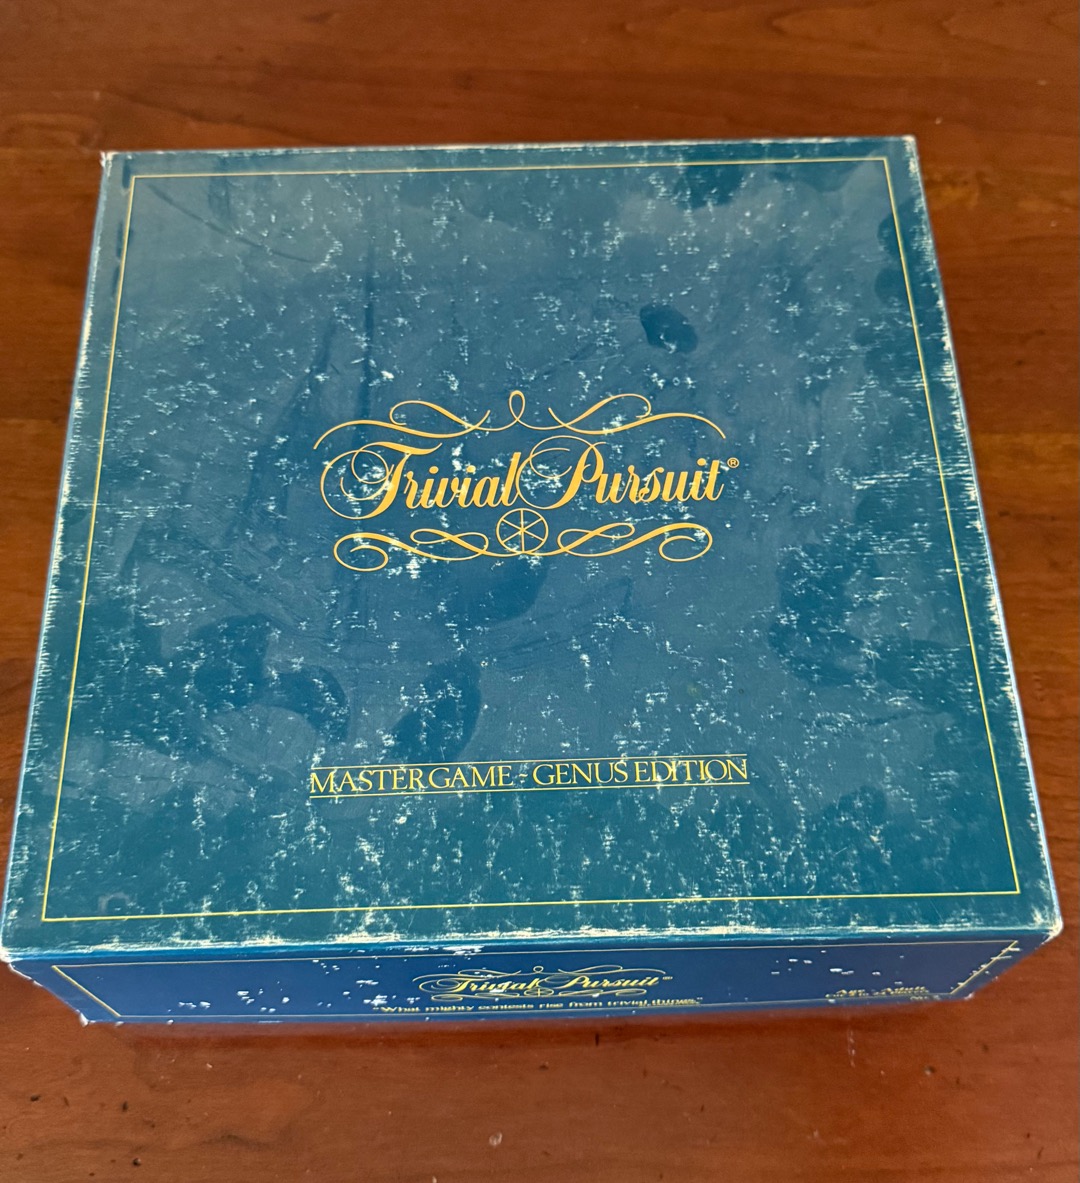 Trivial Pursuit®
MASTER GAME - GENUS EDITION
Trivial Pursuit
"What mighty contests rise from trivial things"